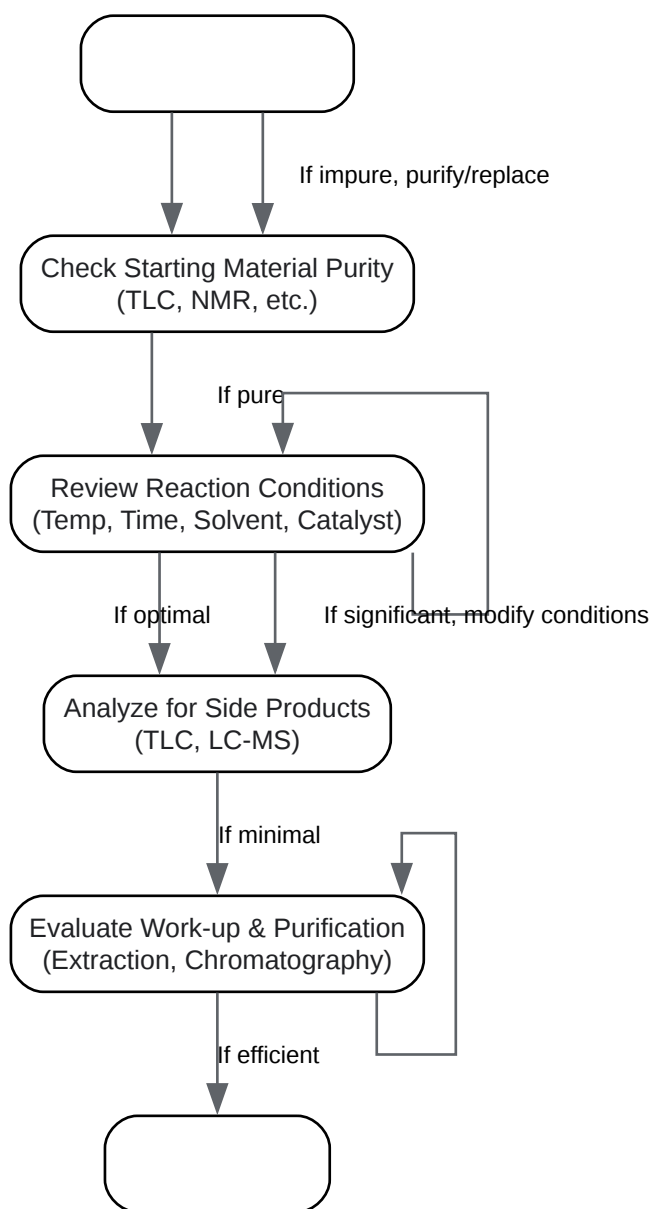 If impure, purify/replace
Check Starting Material Purity
(TLC, NMR, etc.)
If pure
Review Reaction Conditions
(Temp, Time, Solvent, Catalyst)
If optimal
If significant, modify conditions
Analyze for Side Products
(TLC, LC-MS)
If minimal
Evaluate Work-up & Purification
(Extraction, Chromatography)
If efficient